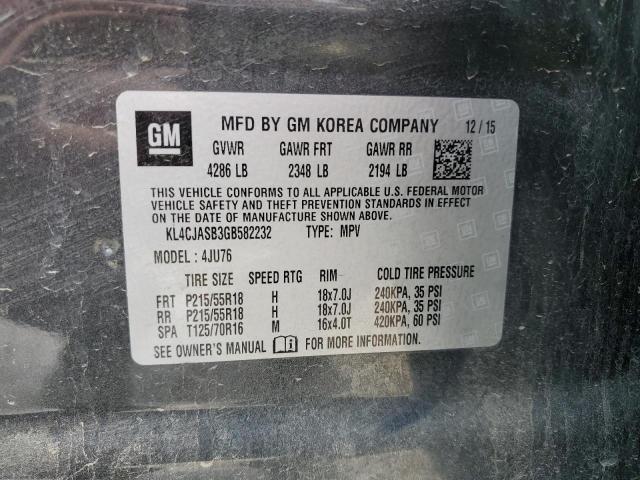 GM MFD BY GM KOREA COMPANY 12/15
GVWR GAWR FRT GAWR RR
4286 LB 2348 LB 2194 LB
THIS VEHICLE CONFORMS TO ALL APPLICABLE U.S. FEDERAL MOTOR
VEHICLE SAFETY AND THEFT PREVENTION STANDARDS IN EFFECT ON
THE DATE OF MANUFACTURE SHOWN ABOVE.
KL4CJASB3GB582232 TYPE: MPV
MODEL: 4JU76
TIRE SIZE SPEED RTG RIM COLD TIRE PRESSURE
FRT P215/55R18 H 18x7.0J 240KPA, 35 PSI
RR P215/55R18 H 18x7.0J 240KPA, 35 PSI
SPA T125/70R16 M 16x4.0T 420KPA, 60 PSI
SEE OWNER'S MANUAL FOR MORE INFORMATION.